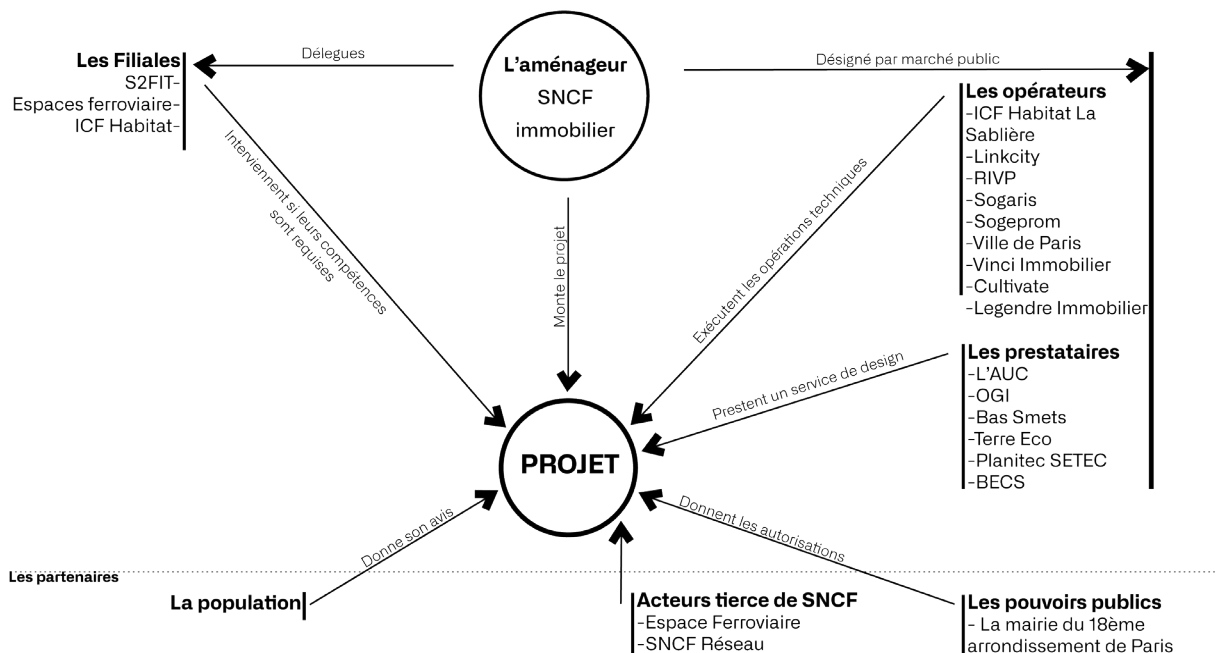 Les Filiales
S2FIT-
Espaces ferroviaire-
ICF Habitat-
Délegues
L'aménageur
SNCF
immobilier
Désigné par marché public
Les opérateurs
-ICF Habitat La
Sablière
-Linkcity
-RIVP
-Sogaris
-Sogeprom
-Ville de Paris
-Vinci Immobilier
-Cultivate
-Legendre Immobilier
Interviennent si leurs compétences
sont requises
Monte le projet
Exécutent les opérations techniques
Les prestataires
-L'AUC
-OGI
-Bas Smets
-Terre Eco
-Planitec SETEC
-BECS
Prestent un service de design
PROJET
Donne son avis
Donnent les autorisations
Les partenaires
La population
Acteurs tierce de SNCF
-Espace Ferroviaire
-SNCF Réseau
Les pouvoirs publics
- La mairie du 18ème
arrondissement de Paris